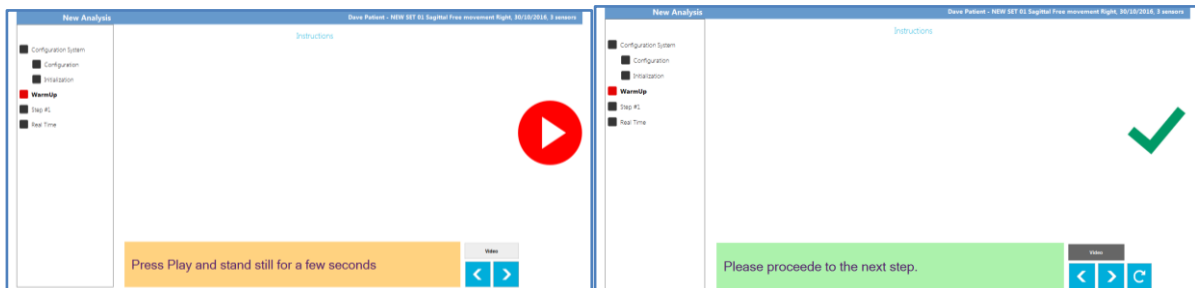 New Analysis
Dave Patient - NEW SET 01 Sagittal Free movement Right, 30/10/2016, 3 sensors
Instructions
Configuration System
Configuration
Initialization
WarmUp
Step #1
Real Time
Press Play and stand still for a few seconds
Video
New Analysis
Dave Patient - NEW SET 01 Sagittal Free movement Right, 30/10/2016, 3 sensors
Instructions
Configuration System
Configuration
Initialization
WarmUp
Step #1
Real Time
Please proceede to the next step.
Video